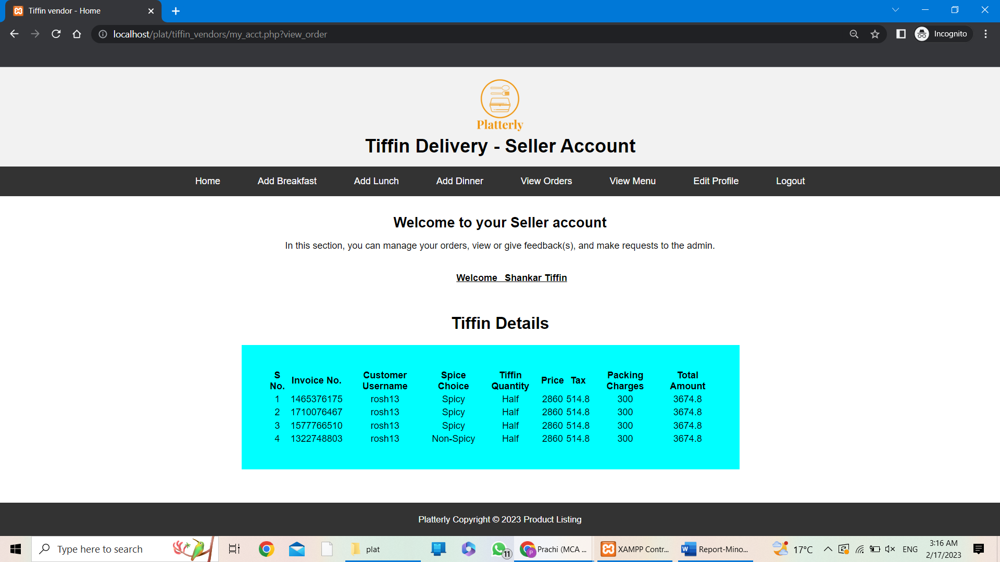 Tiffin vendor - Home
localhost/plat/tiffin_vendors/my_acct.php?view_order
Incognito
Platterly
Tiffin Delivery - Seller Account
Home Add Breakfast Add Lunch Add Dinner View Orders View Menu Edit Profile Logout
Welcome to your Seller account
In this section, you can manage your orders, view or give feedback(s), and make requests to the admin.
Welcome Shankar Tiffin
Tiffin Details
S No. Invoice No. Customer Username Spice Choice Tiffin Quantity Price Tax Packing Charges Total Amount
1 1465376175 rosh13 Spicy Half 2860 514.8 300 3674.8
2 1710076467 rosh13 Spicy Half 2860 514.8 300 3674.8
3 1577766510 rosh13 Spicy Half 2860 514.8 300 3674.8
4 1322748803 rosh13 Non-Spicy Half 2860 514.8 300 3674.8
Platterly Copyright © 2023 Product Listing
Type here to search
plat
11
P
Prachi (MCA ...
XAMPP Contr...
W
Report-Mino...
17°C
ENG
3:16 AM
2/17/2023